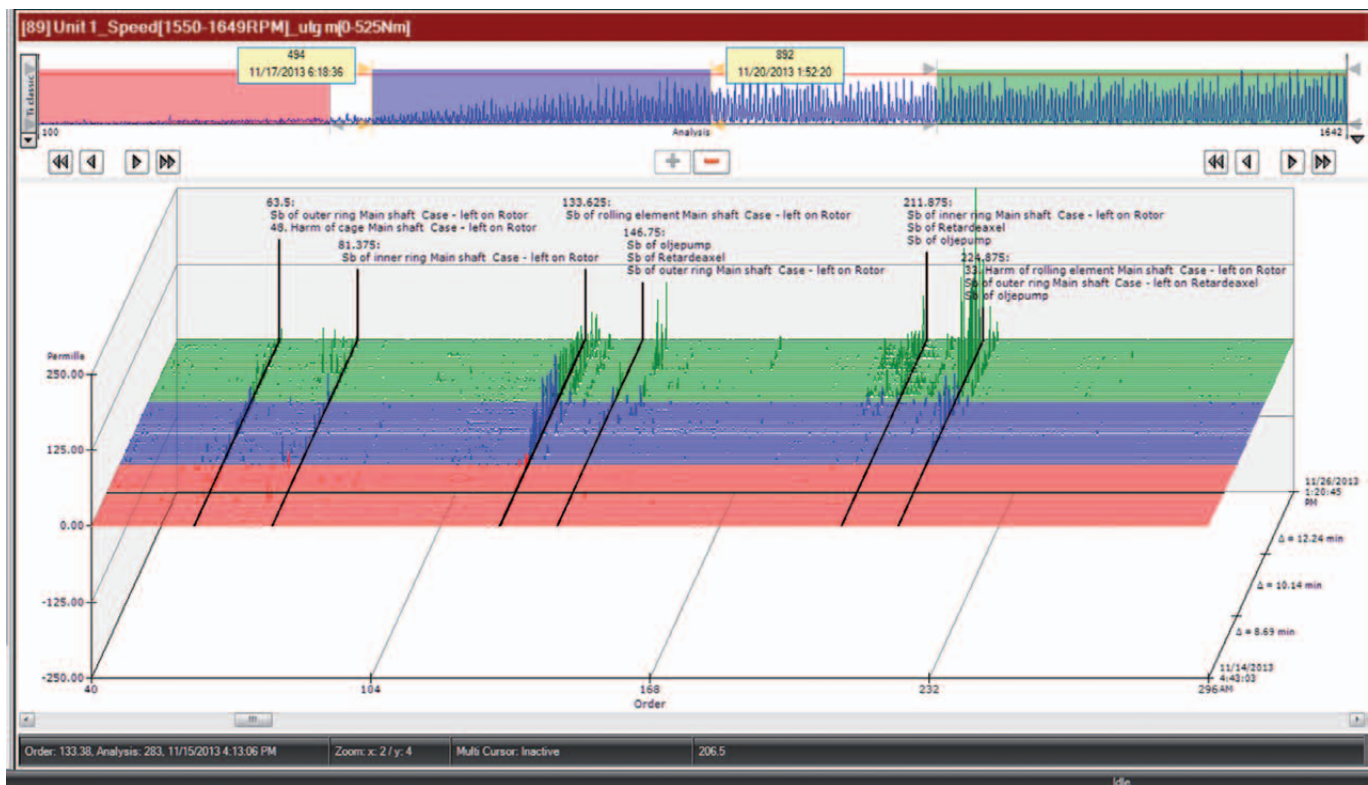 [89] Unit 1_Speed[1550-1649RPM]_utg m[0-525Nm]
494
11/17/2013 6:18:36
892
11/20/2013 1:52:20
100
Analysis
1642
63.5:
Sb of outer ring Main shaft Case - left on Rotor
48. Harm of cage Main shaft Case - left on Rotor
81.375:
Sb of inner ring Main shaft Case - left on Rotor
133.625:
Sb of rolling element Main shaft Case - left on Rotor
146.75:
Sb of oljepump
Sb of Retardeaxel
Sb of outer ring Main shaft Case - left on Rotor
211.875:
Sb of inner ring Main shaft Case - left on Rotor
Sb of Retardeaxel
Sb of oljepump
224.875:
33. Harm of rolling element Main shaft Case - left on Rotor
Sb of outer ring Main shaft Case - left on Retardeaxel
Sb of oljepump
Permille
250.00
125.00
0.00
-125.00
-250.00
40
104
168
232
296
Order
11/26/2013
1:20:45
PM
Δ = 12.24 min
Δ = 10.14 min
Δ = 8.69 min
11/14/2013
4:43:03
AM
Order: 133.38, Analysis: 283, 11/15/2013 4:13.06 PM
Zoom: x: 2 / y: 4
Multi Cursor: Inactive
206.5
Idle